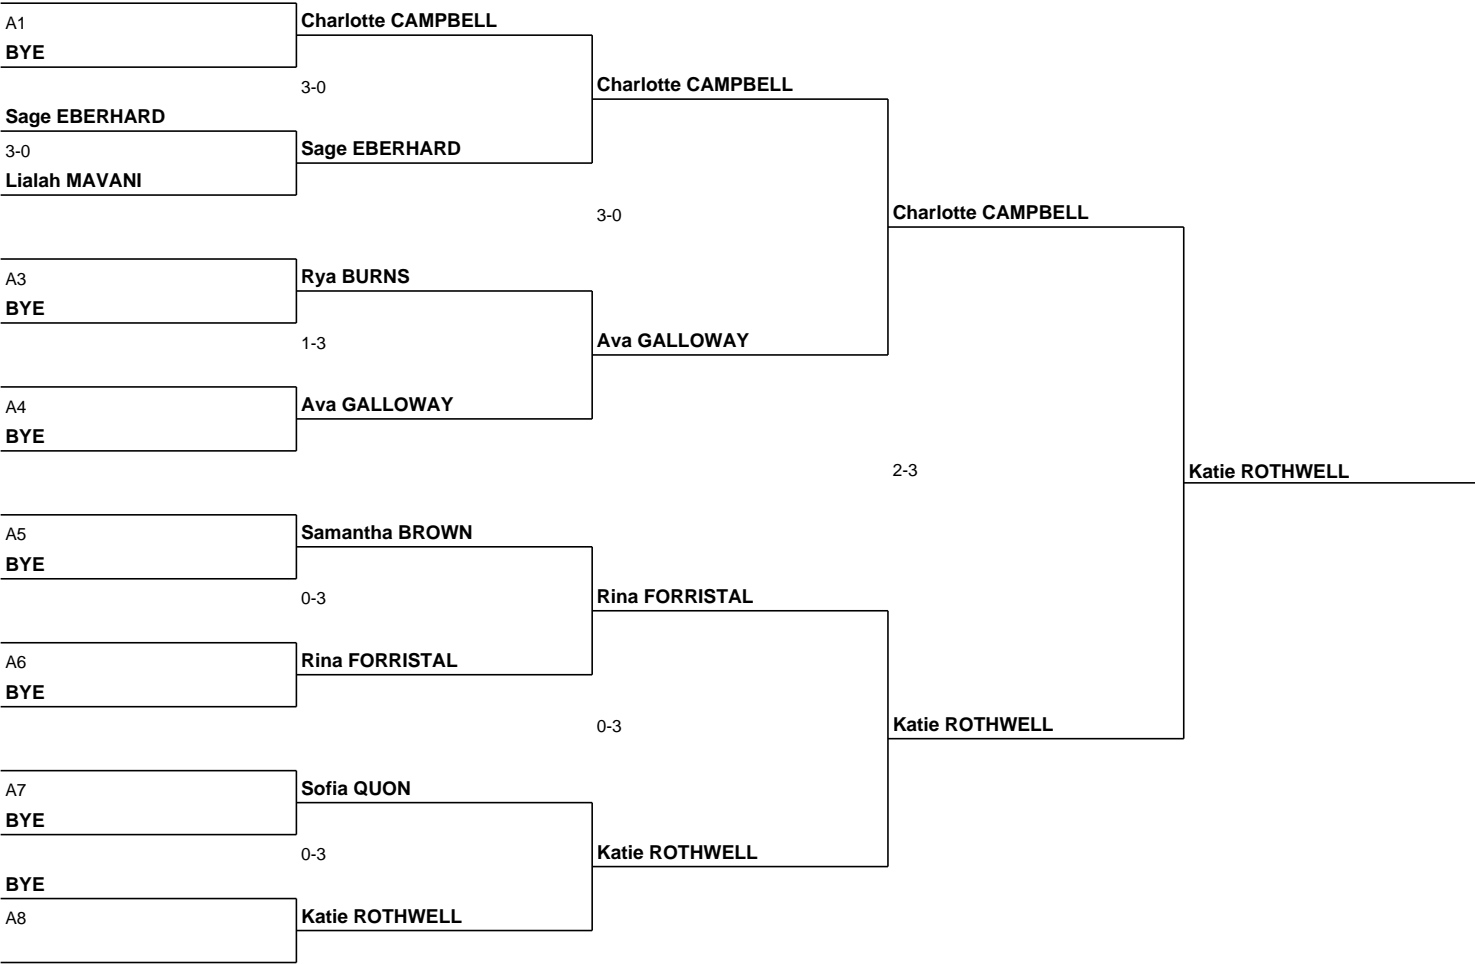 A1
BYE
Charlotte CAMPBELL
3-0
Sage EBERHARD
3-0
Lialah MAVANI
Sage EBERHARD
Charlotte CAMPBELL
3-0
A3
BYE
Rya BURNS
1-3
A4
BYE
Ava GALLOWAY
Ava GALLOWAY
Charlotte CAMPBELL
2-3
Katie ROTHWELL
A5
BYE
Samantha BROWN
0-3
A6
BYE
Rina FORRISTAL
Rina FORRISTAL
0-3
A7
BYE
Sofia QUON
0-3
BYE
A8
Katie ROTHWELL
Katie ROTHWELL
Katie ROTHWELL